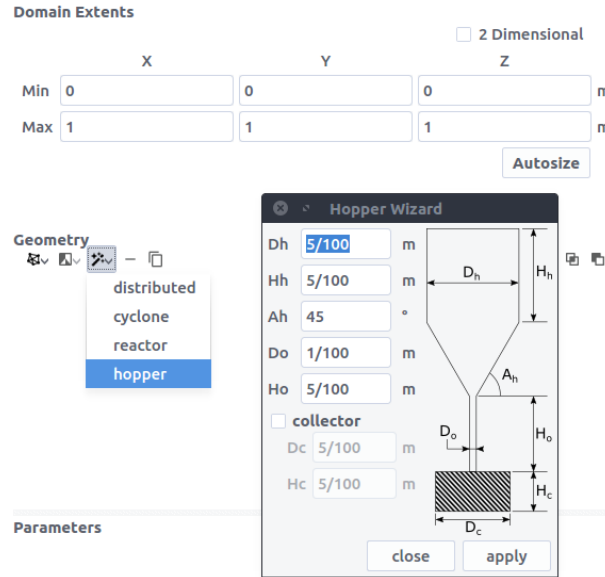 Domain Extents
2 Dimensional
X Y Z
Min 0 0 0 m
Max 1 1 1 m
Autosize
Geometry
distributed
cyclone
reactor
hopper
Hopper Wizard
Dh 5/100 m
Hh 5/100 m
Ah 45 °
Do 1/100 m
Ho 5/100 m
collector
Dc 5/100 m
Hc 5/100 m
Dh
Hh
Ah
Do
Ho
Hc
Dc
close apply
Parameters